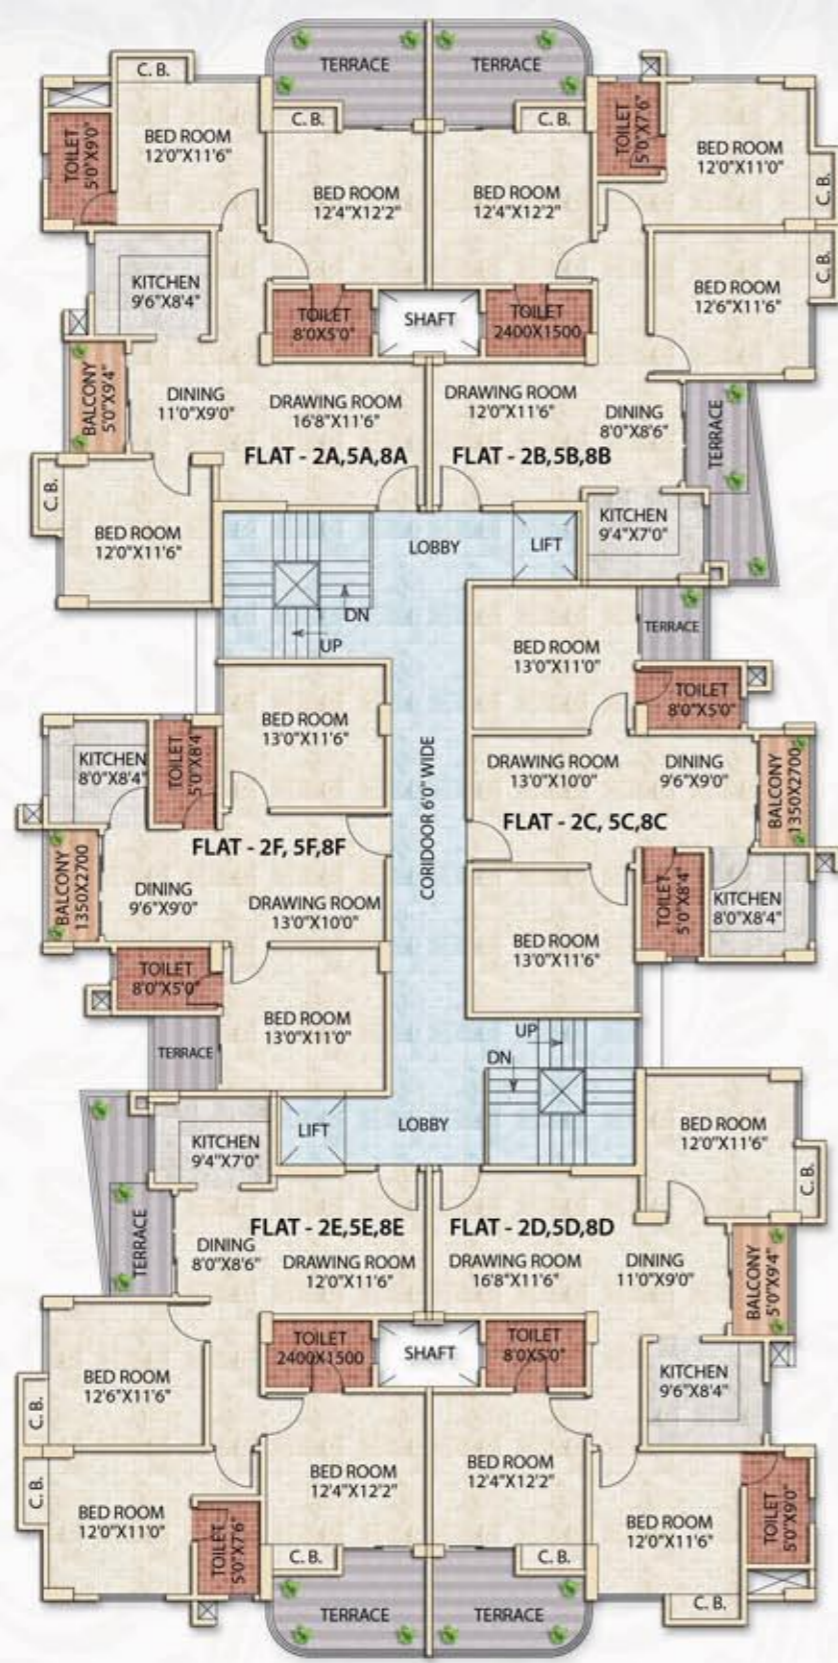 TERRACE
TERRACE
C. B.
BED ROOM
12'0"X11'6"
TOILET
5'0"X9'0"
C. B.
C. B.
TOILET
5'0"X7'6"
BED ROOM
12'0"X11'0"
C. B.
BED ROOM
12'4"X12'2"
BED ROOM
12'4"X12'2"
KITCHEN
9'6"X8'4"
BED ROOM
12'6"X11'6"
C. B.
TOILET
8'0X5'0"
SHAFT
TOILET
2400X1500
BALCONY
5'0"X9'4"
DINING
11'0"X9'0"
DRAWING ROOM
16'8"X11'6"
DRAWING ROOM
12'0"X11'6"
DINING
8'0"X8'6"
TERRACE
FLAT - 2A,5A,8A
FLAT - 2B,5B,8B
C. B.
BED ROOM
12'0"X11'6"
LOBBY
LIFT
KITCHEN
9'4"X7'0"
DN
UP
BED ROOM
13'0"X11'0"
TERRACE
TOILET
8'0"X5'0"
BED ROOM
13'0"X11'6"
KITCHEN
8'0"X8'4"
TOILET
5'0"X8'4
CORIDOOR 6'0" WIDE
DRAWING ROOM
13'0"X10'0"
DINING
9'6"X9'0"
BALCONY
1350X2700
FLAT - 2C, 5C,8C
FLAT - 2F, 5F,8F
BALCONY
1350X2700
DINING
9'6"X9'0"
DRAWING ROOM
13'0"X10'0"
TOILET
5'0"X8'4"
KITCHEN
8'0"X8'4"
BED ROOM
13'0"X11'6"
TOILET
8'0"X5'0"
BED ROOM
13'0"X11'0"
TERRACE
UP
DN
KITCHEN
9'4"X7'0"
LIFT
LOBBY
BED ROOM
12'0"X11'6"
C. B.
FLAT - 2E,5E,8E
FLAT - 2D,5D,8D
TERRACE
DINING
8'0"X8'6"
DRAWING ROOM
12'0"X11'6"
DRAWING ROOM
16'8"X11'6"
DINING
11'0"X9'0"
BALCONY
5'0"X9'4"
TOILET
2400X1500
SHAFT
TOILET
8'0X5'0"
BED ROOM
12'6"X11'6"
C. B.
KITCHEN
9'6"X8'4"
BED ROOM
12'4"X12'2"
BED ROOM
12'4"X12'2"
C. B.
BED ROOM
12'0"X11'0"
TOILET
5'0"X7'6"
BED ROOM
12'0"X11'6"
TOILET
5'0"X9'0"
C. B.
C. B.
C. B.
TERRACE
TERRACE